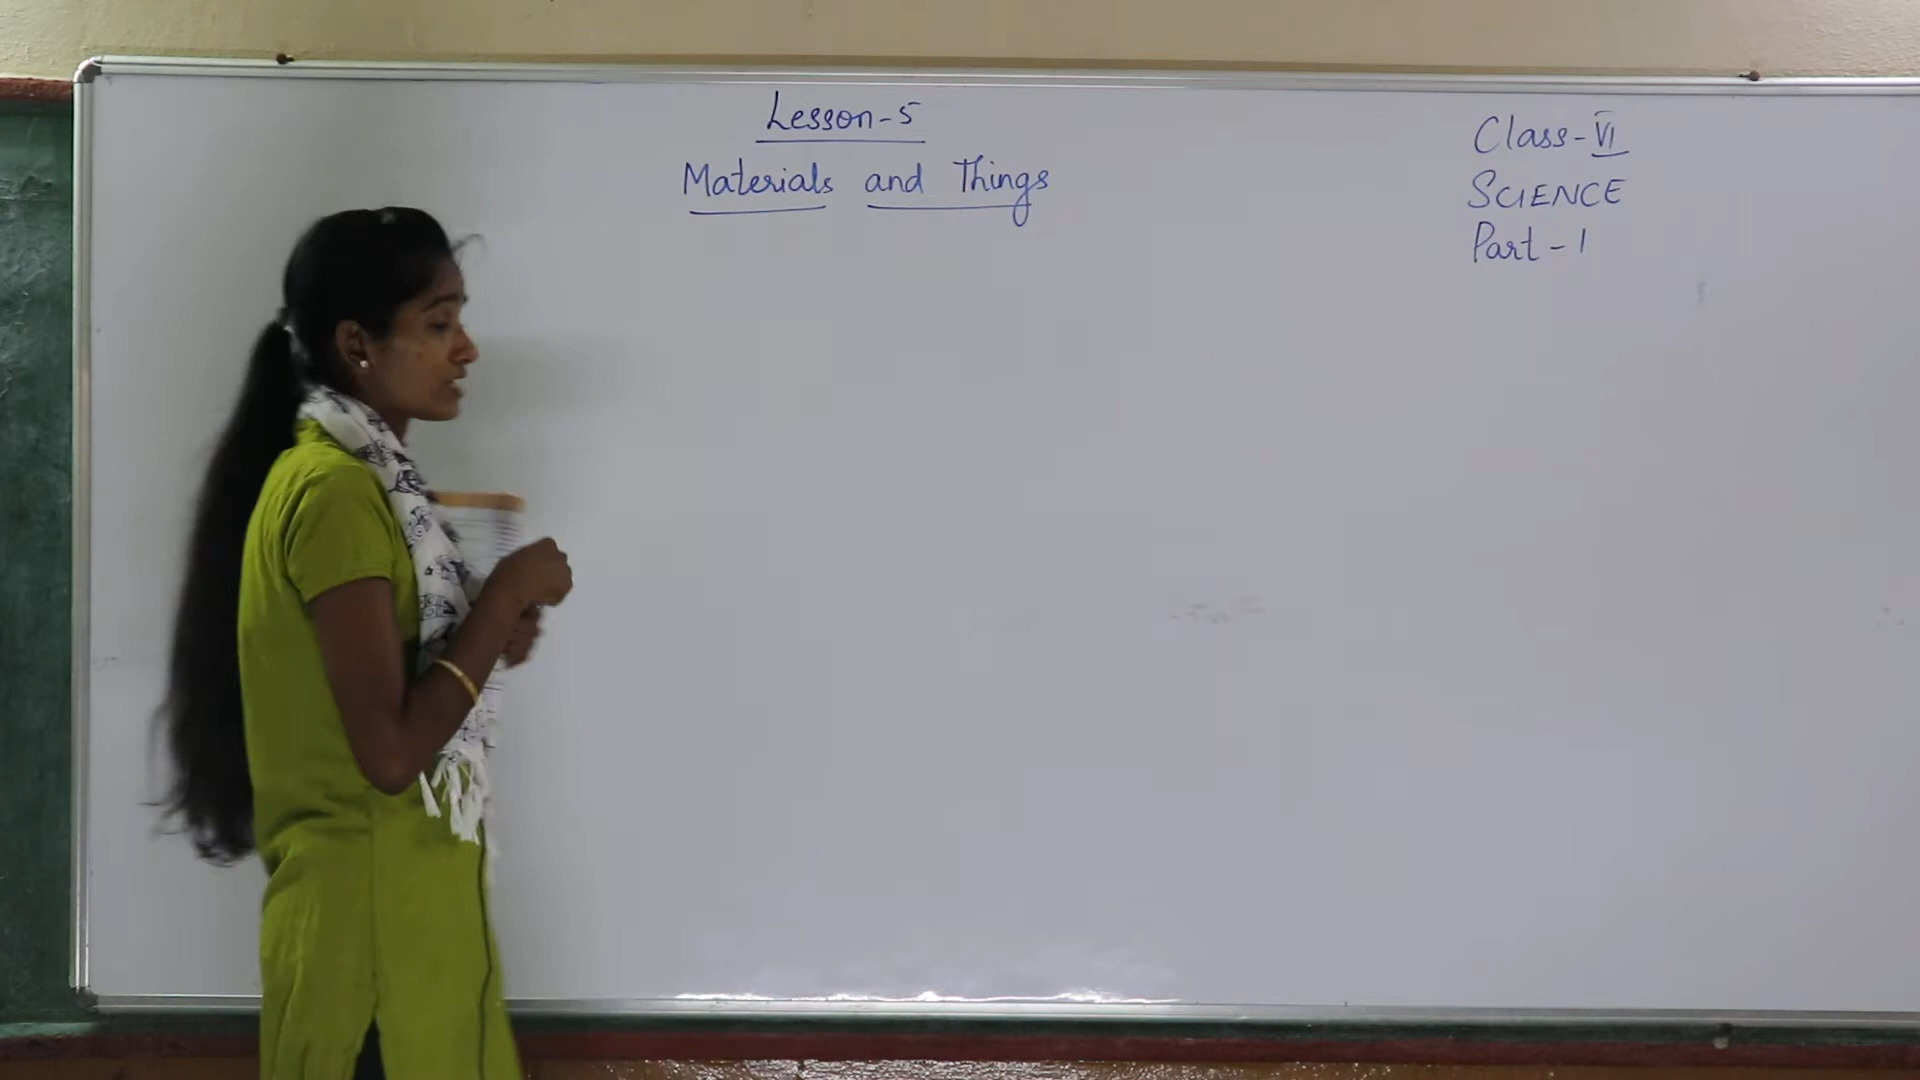 Lesson-5
Materials and Things
Class-VI
SCIENCE
Part-1